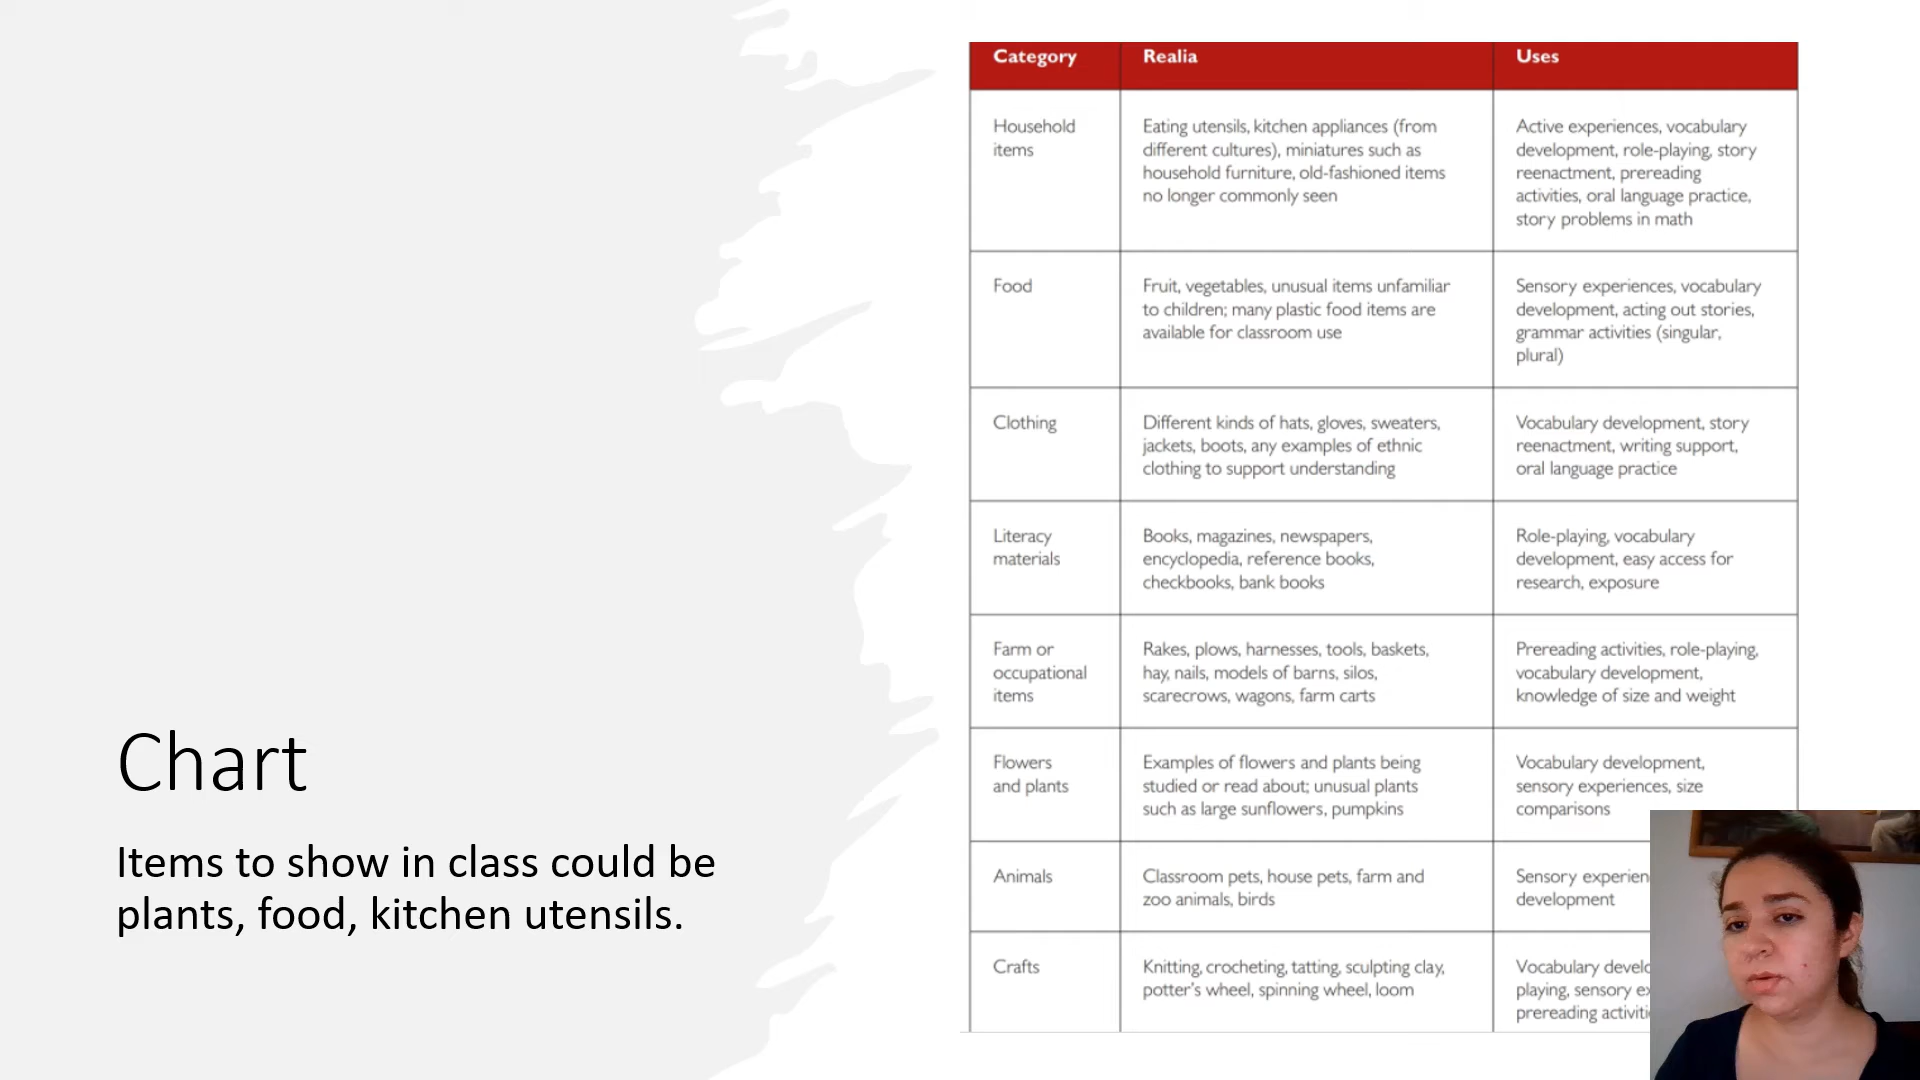 Category
Realia
Uses
Household
items
Eating utensils, kitchen appliances (from
different cultures), miniatures such as
household furniture, old-fashioned items
no longer commonly seen
Active experiences, vocabulary
development, role-playing, story
reenactment, prereading
activities, oral language practice,
story problems in math
Food
Fruit, vegetables, unusual items unfamiliar
to children; many plastic food items are
available for classroom use
Sensory experiences, vocabulary
development, acting out stories,
grammar activities (singular,
plural)
Clothing
Different kinds of hats, gloves, sweaters,
jackets, boots, any examples of ethnic
clothing to support understanding
Vocabulary development, story
reenactment, writing support,
oral language practice
Literacy
materials
Books, magazines, newspapers,
encyclopedia, reference books,
checkbooks, bank books
Role-playing, vocabulary
development, easy access for
research, exposure
Farm or
occupational
items
Rakes, plows, harnesses, tools, baskets,
hay, nails, models of barns, silos,
scarecrows, wagons, farm carts
Prereading activities, role-playing,
vocabulary development,
knowledge of size and weight
Flowers
and plants
Examples of flowers and plants being
studied or read about; unusual plants
such as large sunflowers, pumpkins
Vocabulary development,
sensory experiences, size
comparisons
Animals
Classroom pets, house pets, farm and
zoo animals, birds
Sensory
development
Crafts
Knitting, crocheting, tatting, sculpting clay,
potter's wheel, spinning wheel, loom
Vocabulary
playing, sensory
prereading
Chart
Items to show in class could be
plants, food, kitchen utensils.